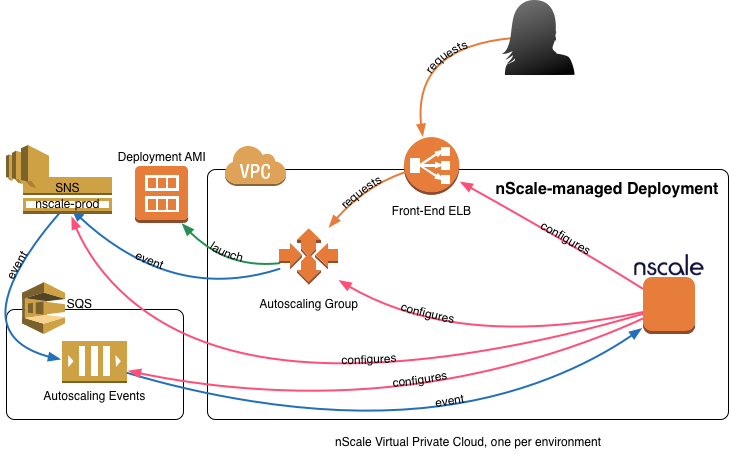 requests
Deployment AMI
VPC
SNS
nscale-prod
nScale-managed Deployment
requests
Front-End ELB
configures
launch
event
event
nscale
Autoscaling Group
SQS
configures
configures
configures
Autoscaling Events
event
nScale Virtual Private Cloud, one per environment